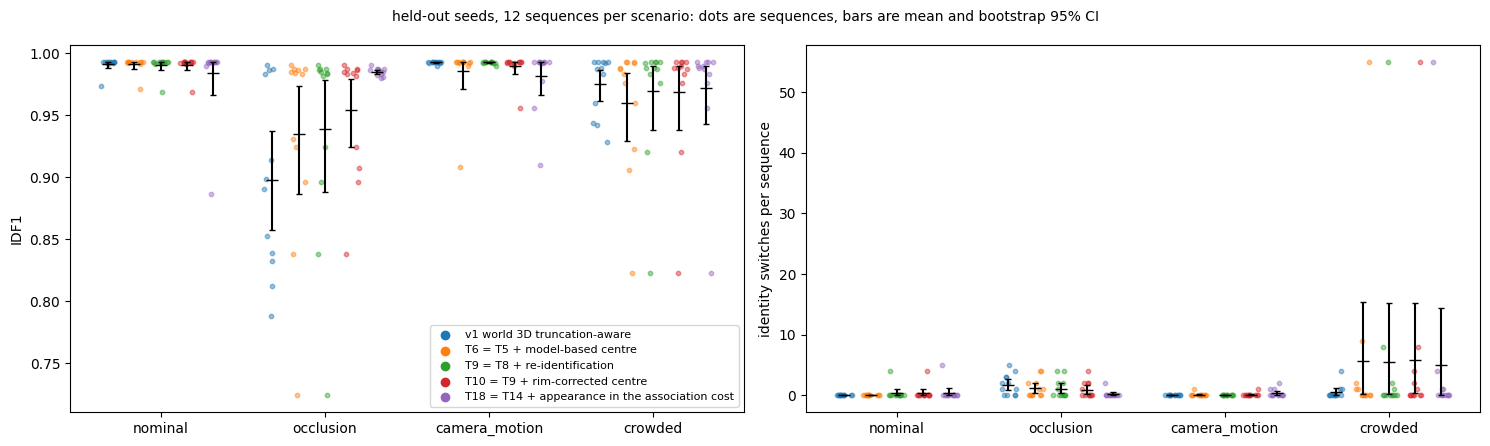 held-out seeds, 12 sequences per scenario: dots are sequences, bars are mean and bootstrap 95% CI
IDF1
1.00
0.95
0.90
0.85
0.80
0.75
nominal
occlusion
camera_motion
crowded
v1 world 3D truncation-aware
T6 = T5 + model-based centre
T9 = T8 + re-identification
T10 = T9 + rim-corrected centre
T18 = T14 + appearance in the association cost
identity switches per sequence
50
40
30
20
10
0
nominal
occlusion
camera_motion
crowded